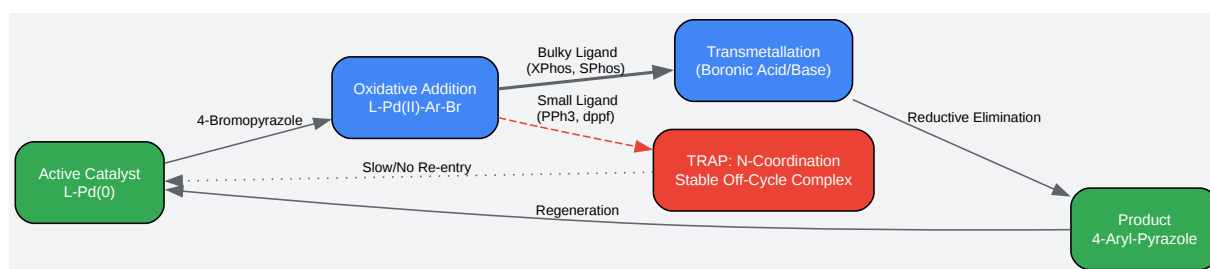 Active Catalyst
L-Pd(0)
4-Bromopyrazole
Oxidative Addition
L-Pd(II)-Ar-Br
Bulky Ligand
(XPhos, SPhos)
Transmetallation
(Boronic Acid/Base)
Small Ligand
(PPh3, dppf)
TRAP: N-Coordination
Stable Off-Cycle Complex
Slow/No Re-entry
Reductive Elimination
Product
4-Aryl-Pyrazole
Regeneration